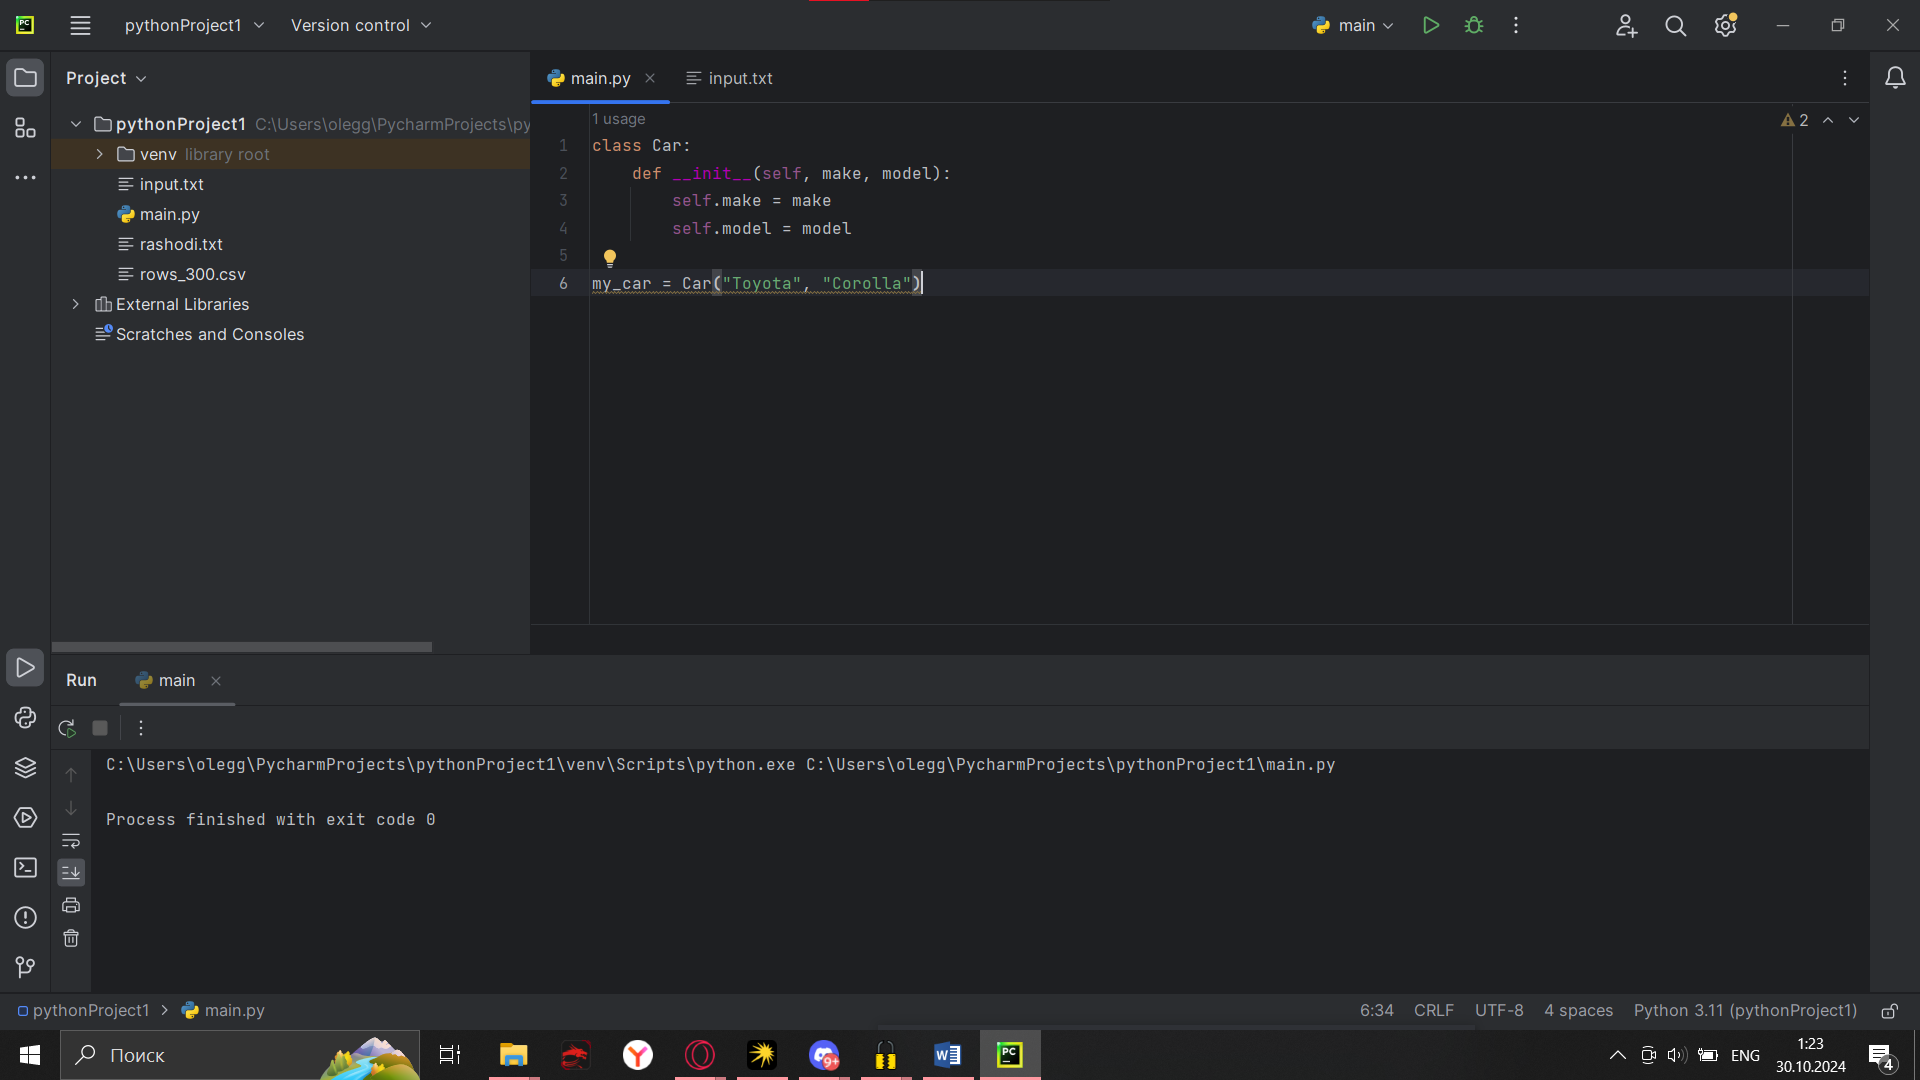 pythonProject1 Version control main
Project
main.py input.txt
pythonProject1 C:\Users\olegg\PycharmProjects\py
venv library root
input.txt
main.py
rashodi.txt
rows_300.csv
External Libraries
Scratches and Consoles
1 usage
2
1 class Car:
2 def __init__(self, make, model):
3 self.make = make
4 self.model = model
5
6 my_car = Car("Toyota", "Corolla")
Run main
C:\Users\olegg\PycharmProjects\pythonProject1\venv\Scripts\python.exe C:\Users\olegg\PycharmProjects\pythonProject1\main.py
Process finished with exit code 0
pythonProject1 > main.py 6:34 CRLF UTF-8 4 spaces Python 3.11 (pythonProject1)
Поиск
9+
ENG
1:23
30.10.2024
4